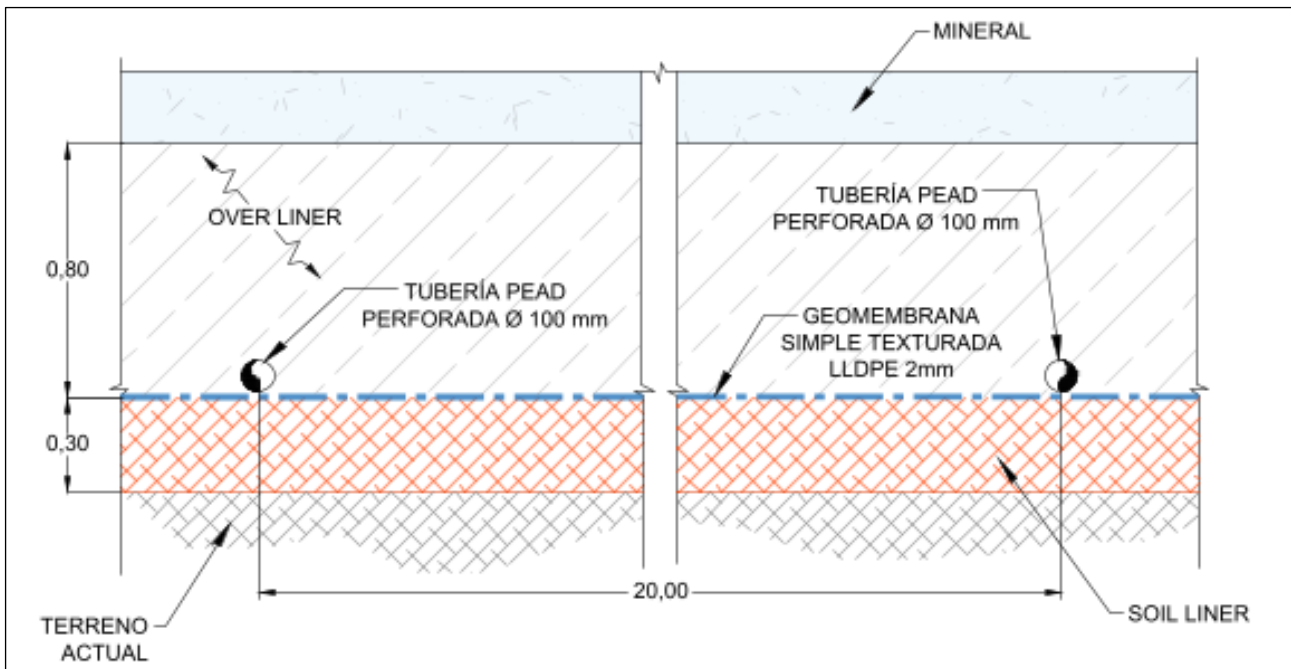 MINERAL
OVER LINER
TUBERÍA PEAD
PERFORADA Ø 100 mm
0,80
TUBERÍA PEAD
PERFORADA Ø 100 mm
GEOMEMBRANA
SIMPLE TEXTURADA
LLDPE 2mm
0,30
20,00
TERRENO
ACTUAL
SOIL LINER